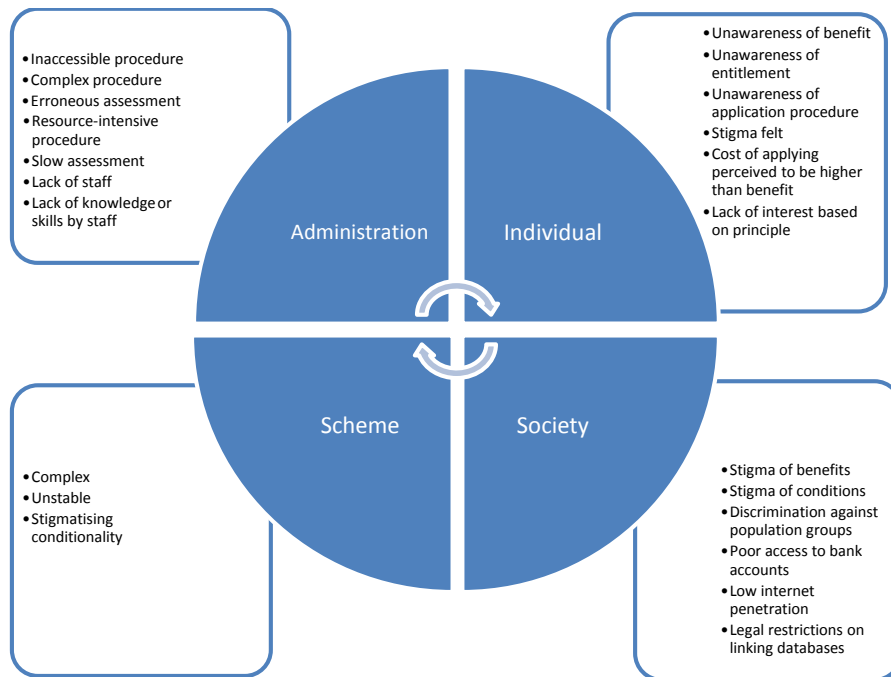 •Inaccessible procedure
•Complex procedure
•Erroneous assessment
•Resource-intensive
procedure
•Slow assessment
•Lack of staff
•Lack of knowledge or
skills by staff
•Unawareness of benefit
•Unawareness of
entitlement
•Unawareness of
application procedure
•Stigma felt
•Cost of applying
perceived to be higher
than benefit
•Lack of interest based
on principle
Administration
Individual
Scheme
Society
•Complex
•Unstable
•Stigmatising
conditionality
•Stigma of benefits
•Stigma of conditions
•Discrimination against
population groups
•Poor access to bank
accounts
•Low internet
penetration
•Legal restrictions on
linking databases